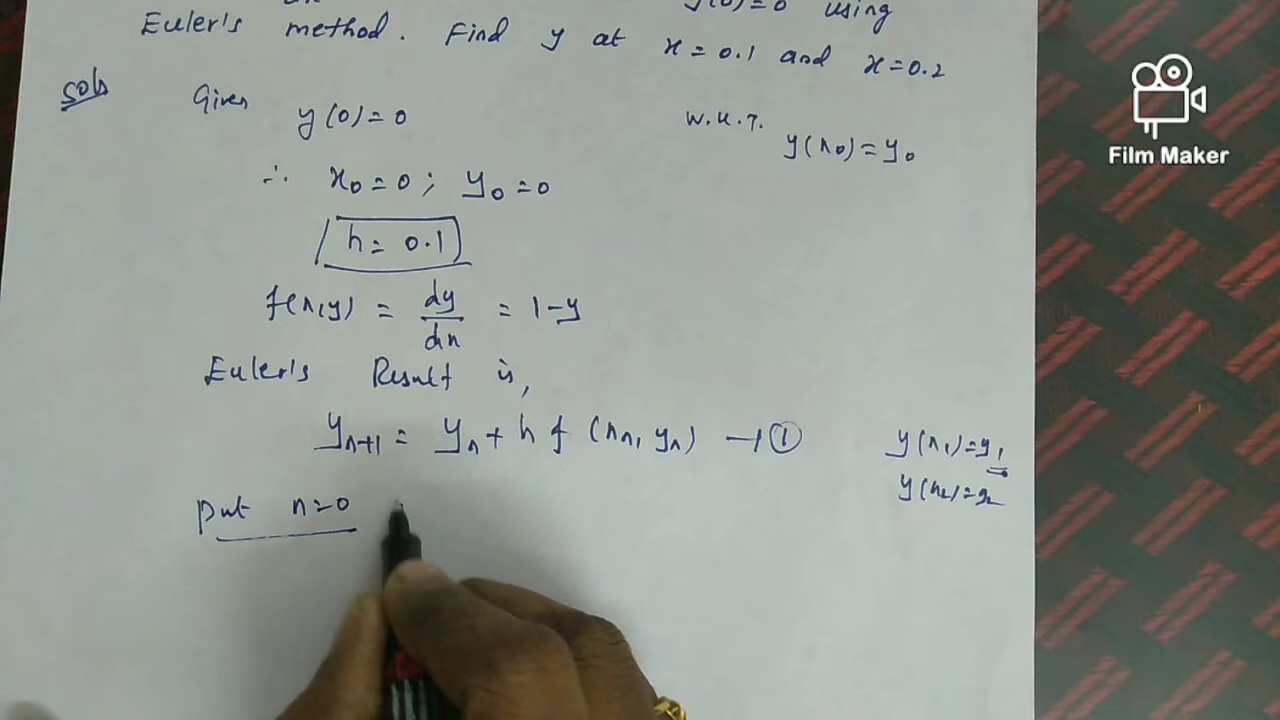 y(0)=0 using
Euler's method. Find y at x=0.1 and x=0.2
Soln Given y(0)=0
W.K.T. y(x0)=y0
∴ x0=0; y0=0
h=0.1
f(x,y) = dy/dx = 1-y
Euler's Result is,
yn+1 = yn + h f (xn, yn) —①
y(x1)=y1
y(x2)=y2
put n=0
Film Maker